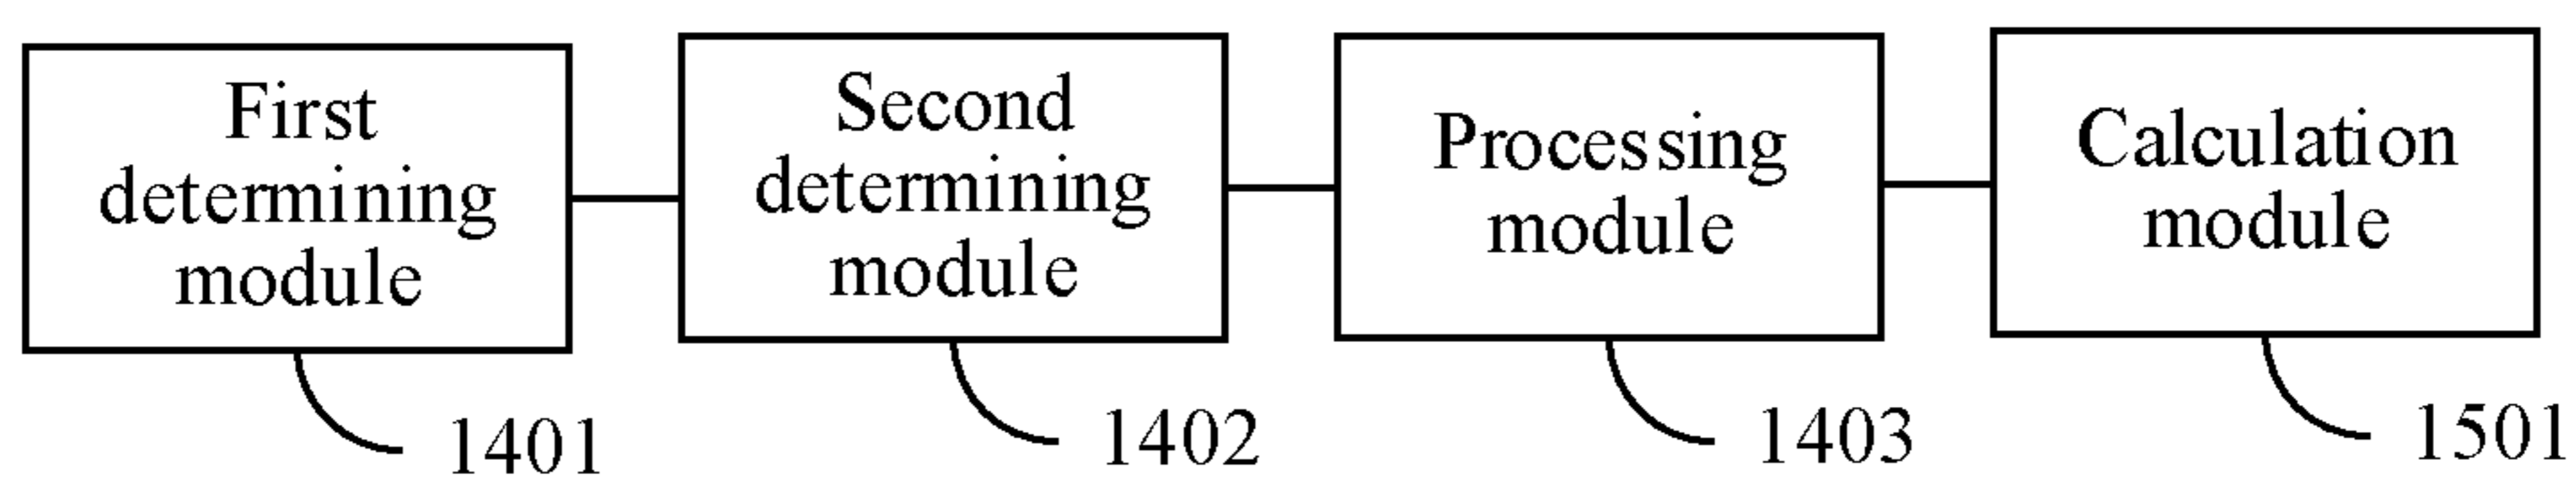 First
determining
module
Second
determining
module
Processing
module
Calculation
module
1401
1402
1403
1501